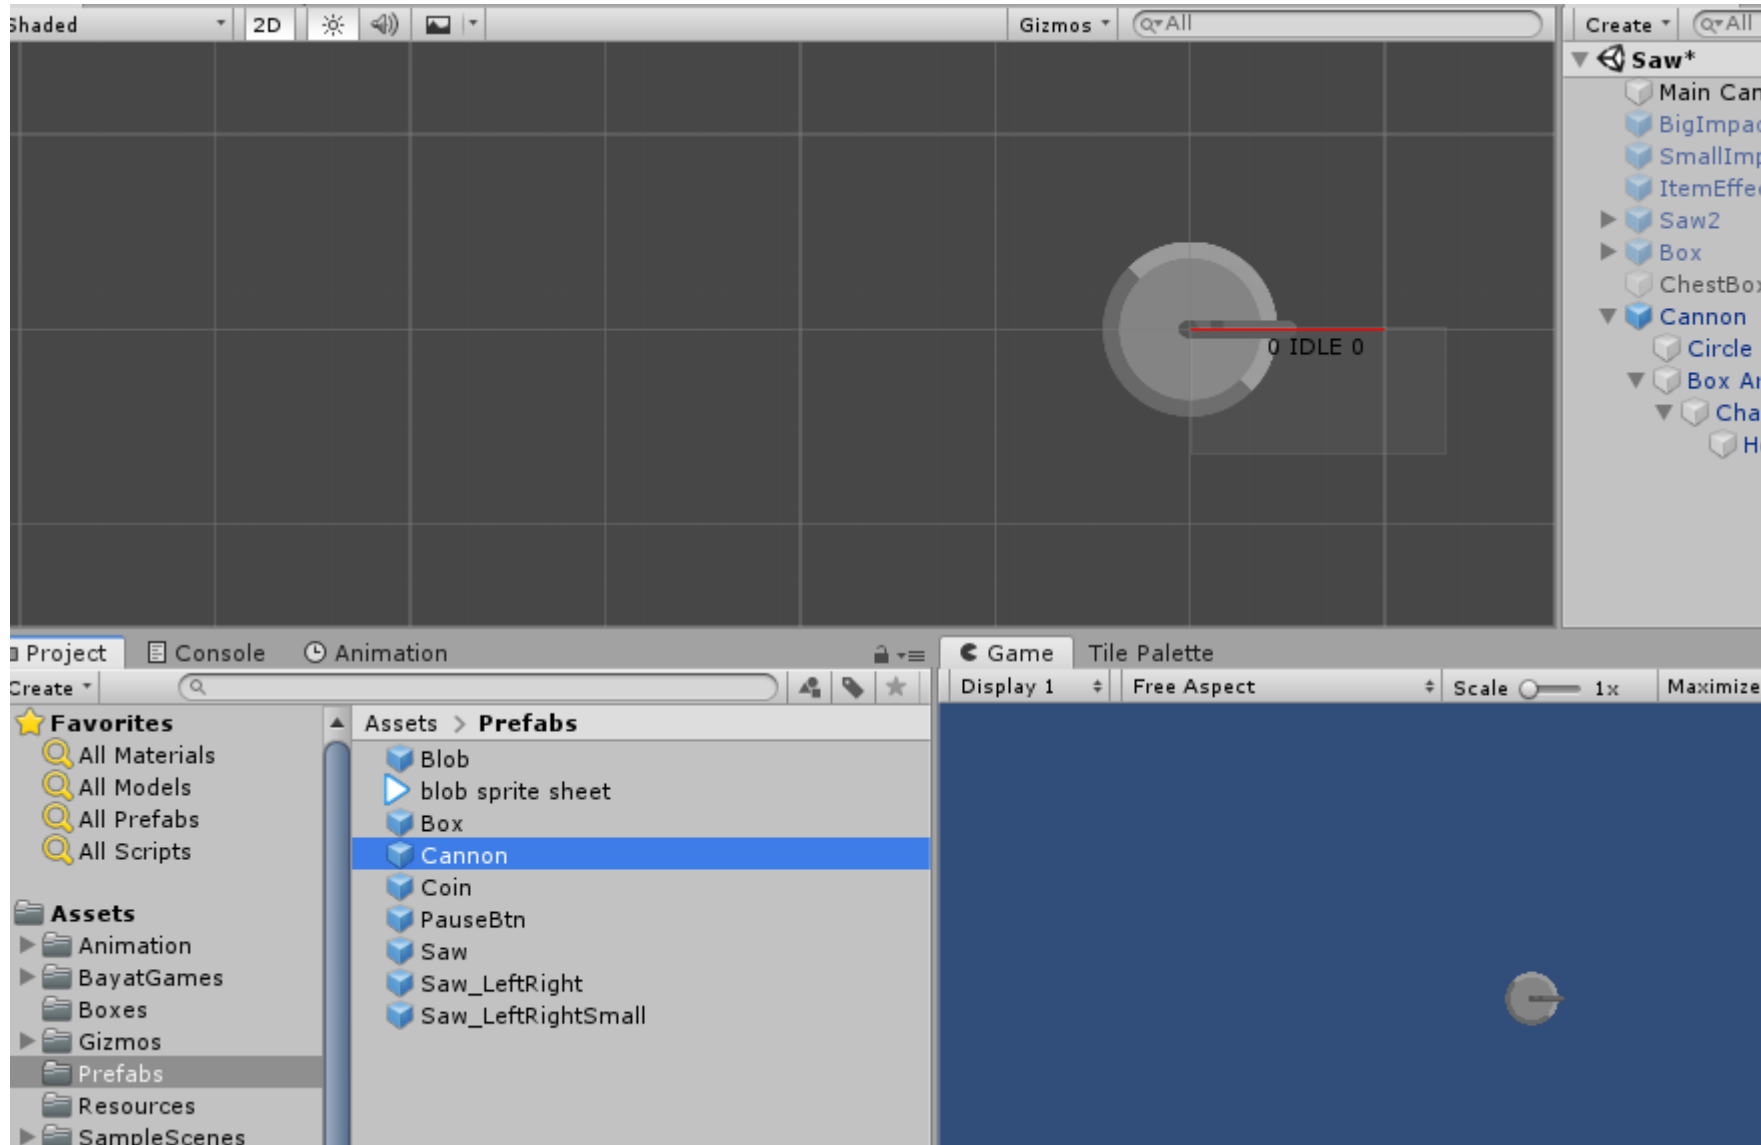 Shaded 2D Gizmos All
Create All
Saw*
Main Can
BigImpac
SmallImp
ItemEffec
Saw2
Box
ChestBox
Cannon
Circle
Box Ar
Cha
H
0 IDLE 0
Project Console Animation
Create
Favorites
All Materials
All Models
All Prefabs
All Scripts
Assets
Animation
BayatGames
Boxes
Gizmos
Prefabs
Resources
SampleScenes
Assets > Prefabs
Blob
blob sprite sheet
Box
Cannon
Coin
PauseBtn
Saw
Saw_LeftRight
Saw_LeftRightSmall
Game Tile Palette
Display 1 Free Aspect Scale 1x Maximize